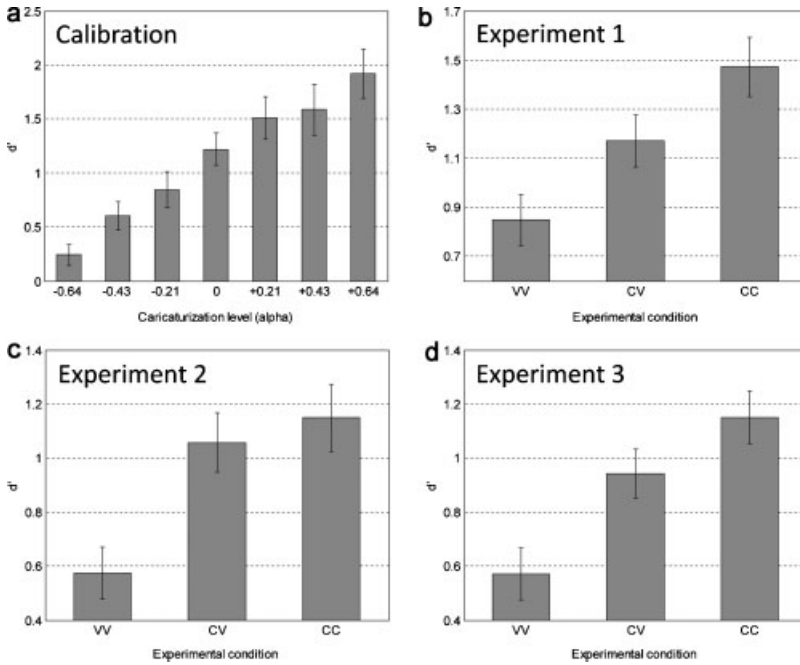 a
Calibration
2.5
2
1.5
1
0.5
0
d'
-0.64 -0.43 -0.21 0 +0.21 +0.43 +0.64
Caricaturization level (alpha)
b
Experiment 1
1.7
1.5
1.3
1.1
0.9
0.7
d'
VV CV CC
Experimental condition
c
Experiment 2
1.4
1.2
1
0.8
0.6
0.4
d'
VV CV CC
Experimental condition
d
Experiment 3
1.4
1.2
1
0.8
0.6
0.4
d'
VV CV CC
Experimental condition